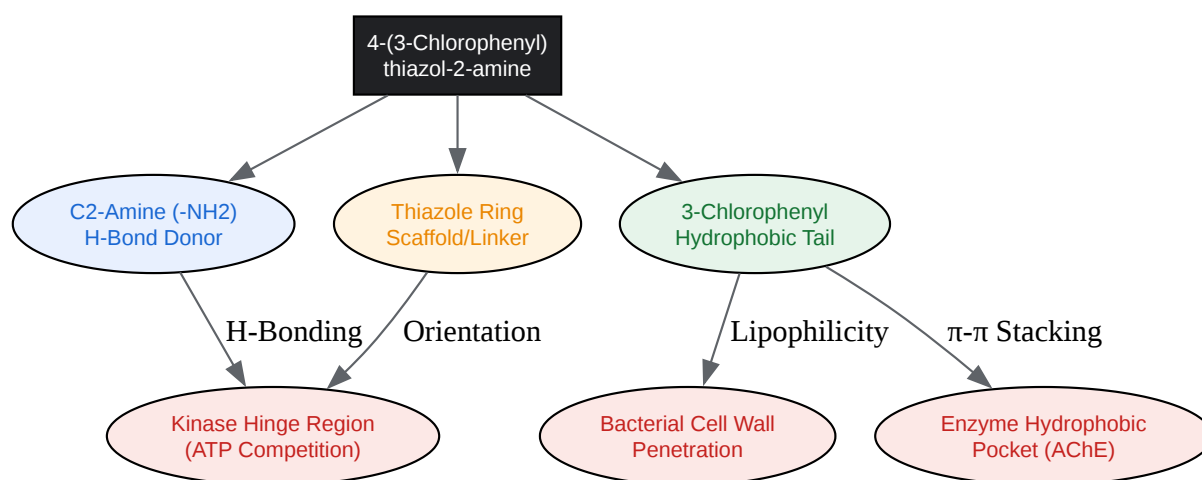 4-(3-Chlorophenyl)
thiazol-2-amine
C2-Amine (-NH2)
H-Bond Donor
Thiazole Ring
Scaffold/Linker
3-Chlorophenyl
Hydrophobic Tail
H-Bonding
Orientation
Lipophilicity
π-π Stacking
Kinase Hinge Region
(ATP Competition)
Bacterial Cell Wall
Penetration
Enzyme Hydrophobic
Pocket (AChE)